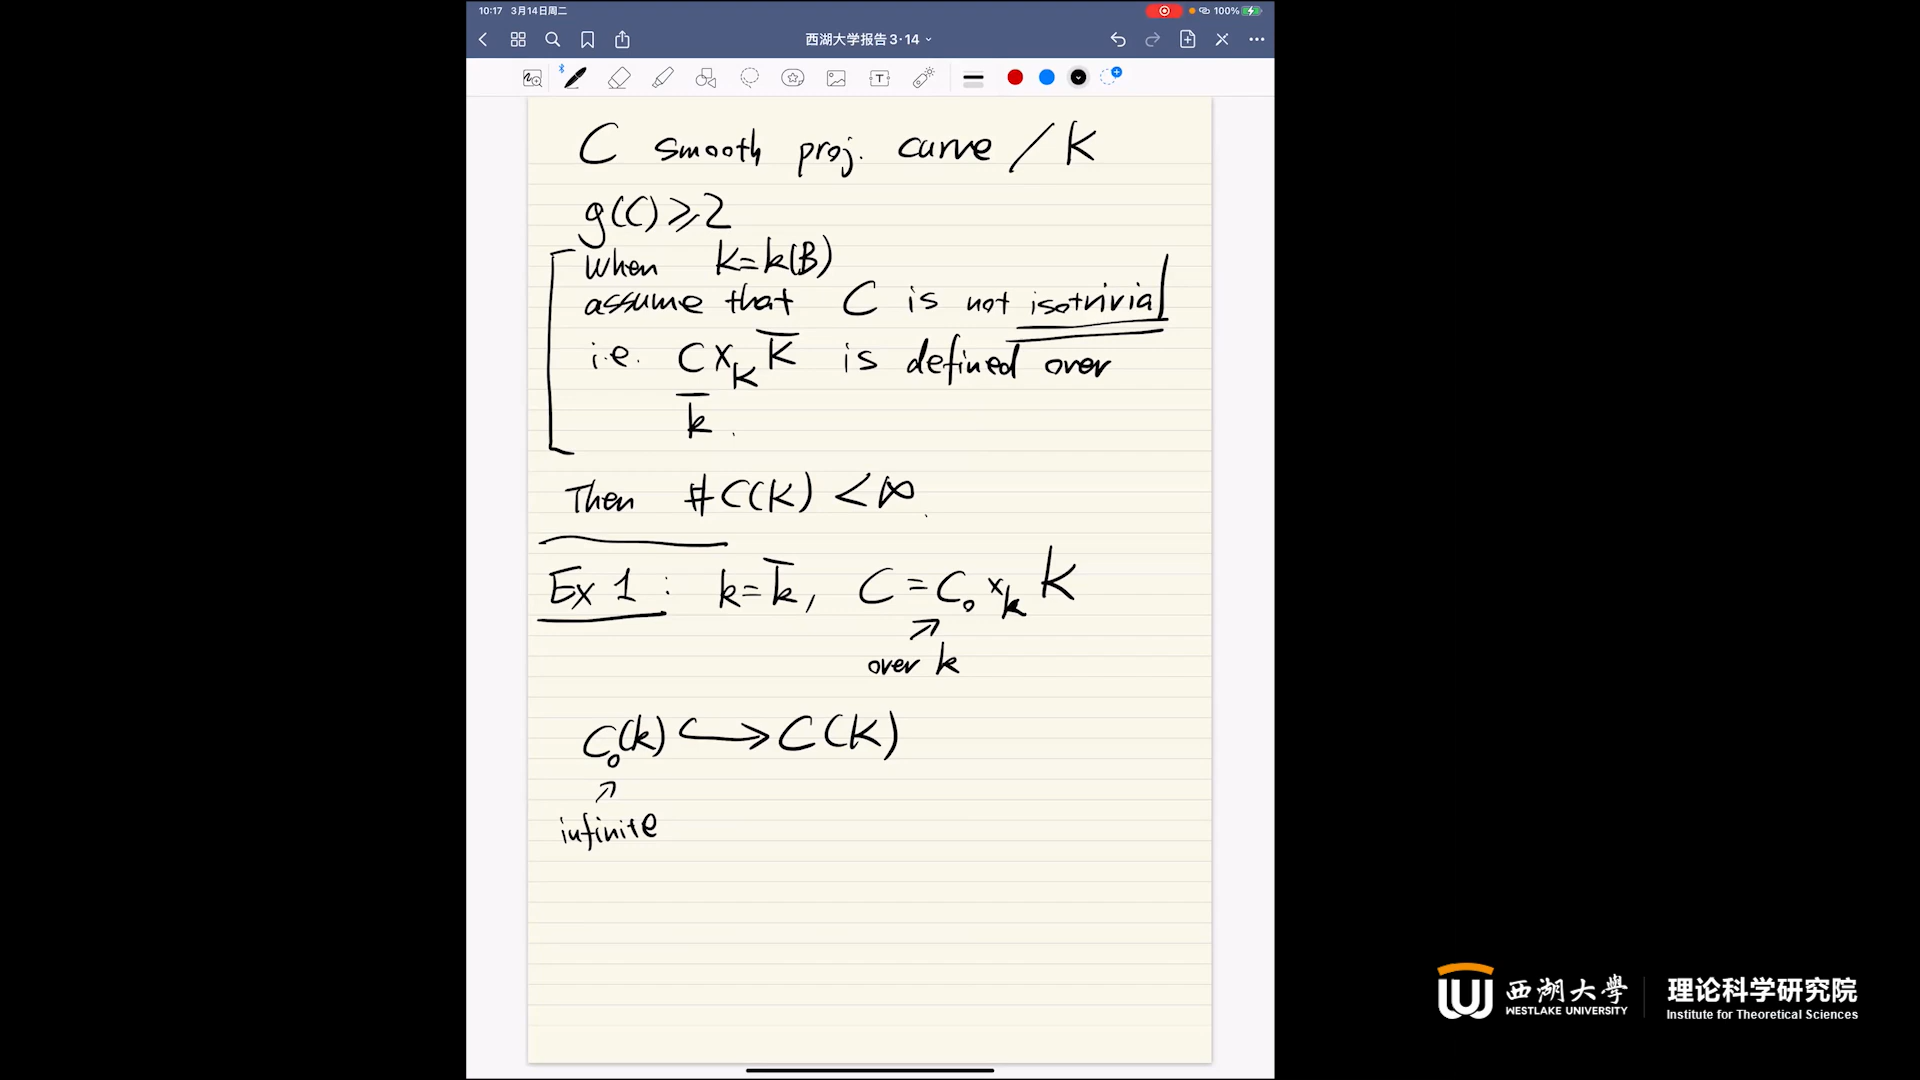 10:17 3月14日周二
100%
西湖大学报告3·14
C smooth proj. curve / K
g(C) ⩾ 2
When K = k(B)
assume that C is not isotrivial
i.e. C ×_K K̅ is defined over
k̅.
Then #C(K) < ∞.
Ex 1: k = k̅, C = C₀ ×_k K
over k
C₀(k) ↪ C(K)
infinite
西湖大學
WESTLAKE UNIVERSITY
理论科学研究院
Institute for Theoretical Sciences